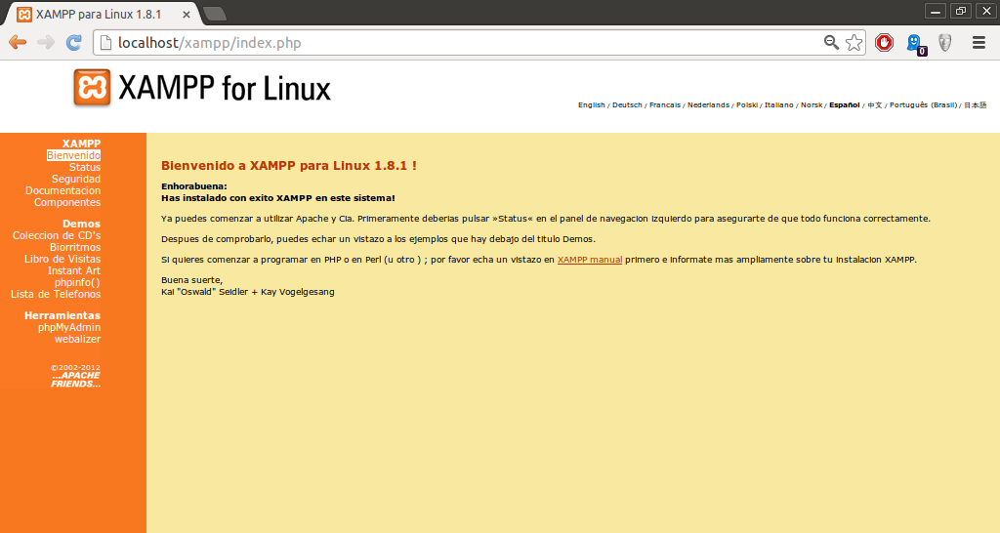 XAMPP para Linux 1.8.1
localhost/xampp/index.php
0
XAMPP for Linux
English / Deutsch / Francais / Nederlands / Polski / Italiano / Norsk / Español / 中文 / Português (Brasil) / 日本語
XAMPP
Bienvenido
Status
Seguridad
Documentacion
Componentes
Demos
Coleccion de CD's
Biorritmos
Libro de Visitas
Instant Art
phpinfo()
Lista de Telefonos
Herramientas
phpMyAdmin
webalizer
©2002-2012
...APACHE
FRIENDS...
Bienvenido a XAMPP para Linux 1.8.1 !
Enhorabuena:
Has instalado con exito XAMPP en este sistema!
Ya puedes comenzar a utilizar Apache y Cia. Primeramente deberias pulsar »Status« en el panel de navegacion izquierdo para asegurarte de que todo funciona correctamente.
Despues de comprobarlo, puedes echar un vistazo a los ejemplos que hay debajo del titulo Demos.
Si quieres comenzar a programar en PHP o en Perl (u otro ) ; por favor echa un vistazo en XAMPP manual primero e informate mas ampliamente sobre tu instalacion XAMPP.
Buena suerte,
Kai "Oswald" Seidler + Kay Vogelgesang